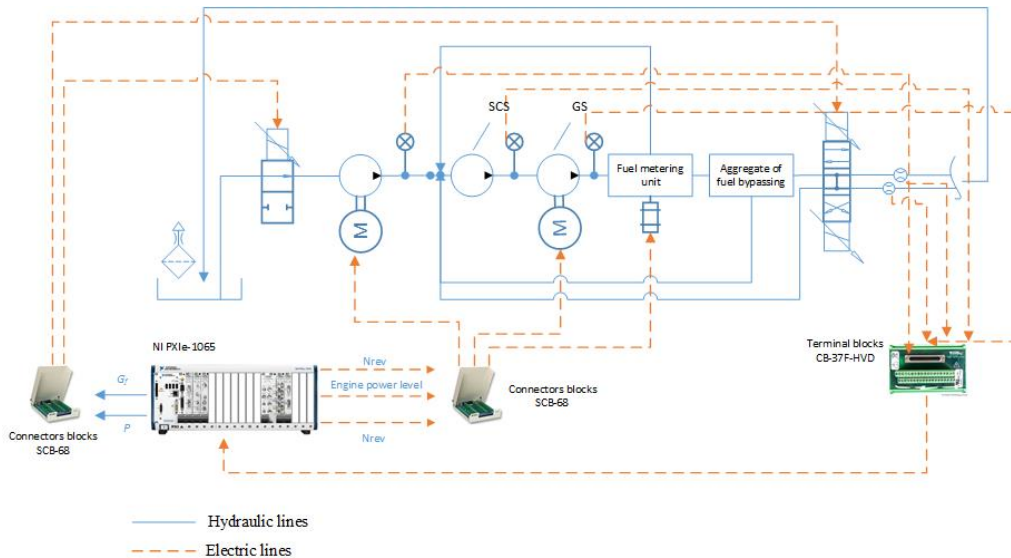 SCS
GS
Fuel metering
unit
Aggregate of
fuel bypassing
M
M
NI PXIe-1065
Terminal blocks
CB-37F-HVD
Nrev
Engine power level
Nrev
Gf
P
Connectors blocks
SCB-68
Connectors blocks
SCB-68
Hydraulic lines
Electric lines